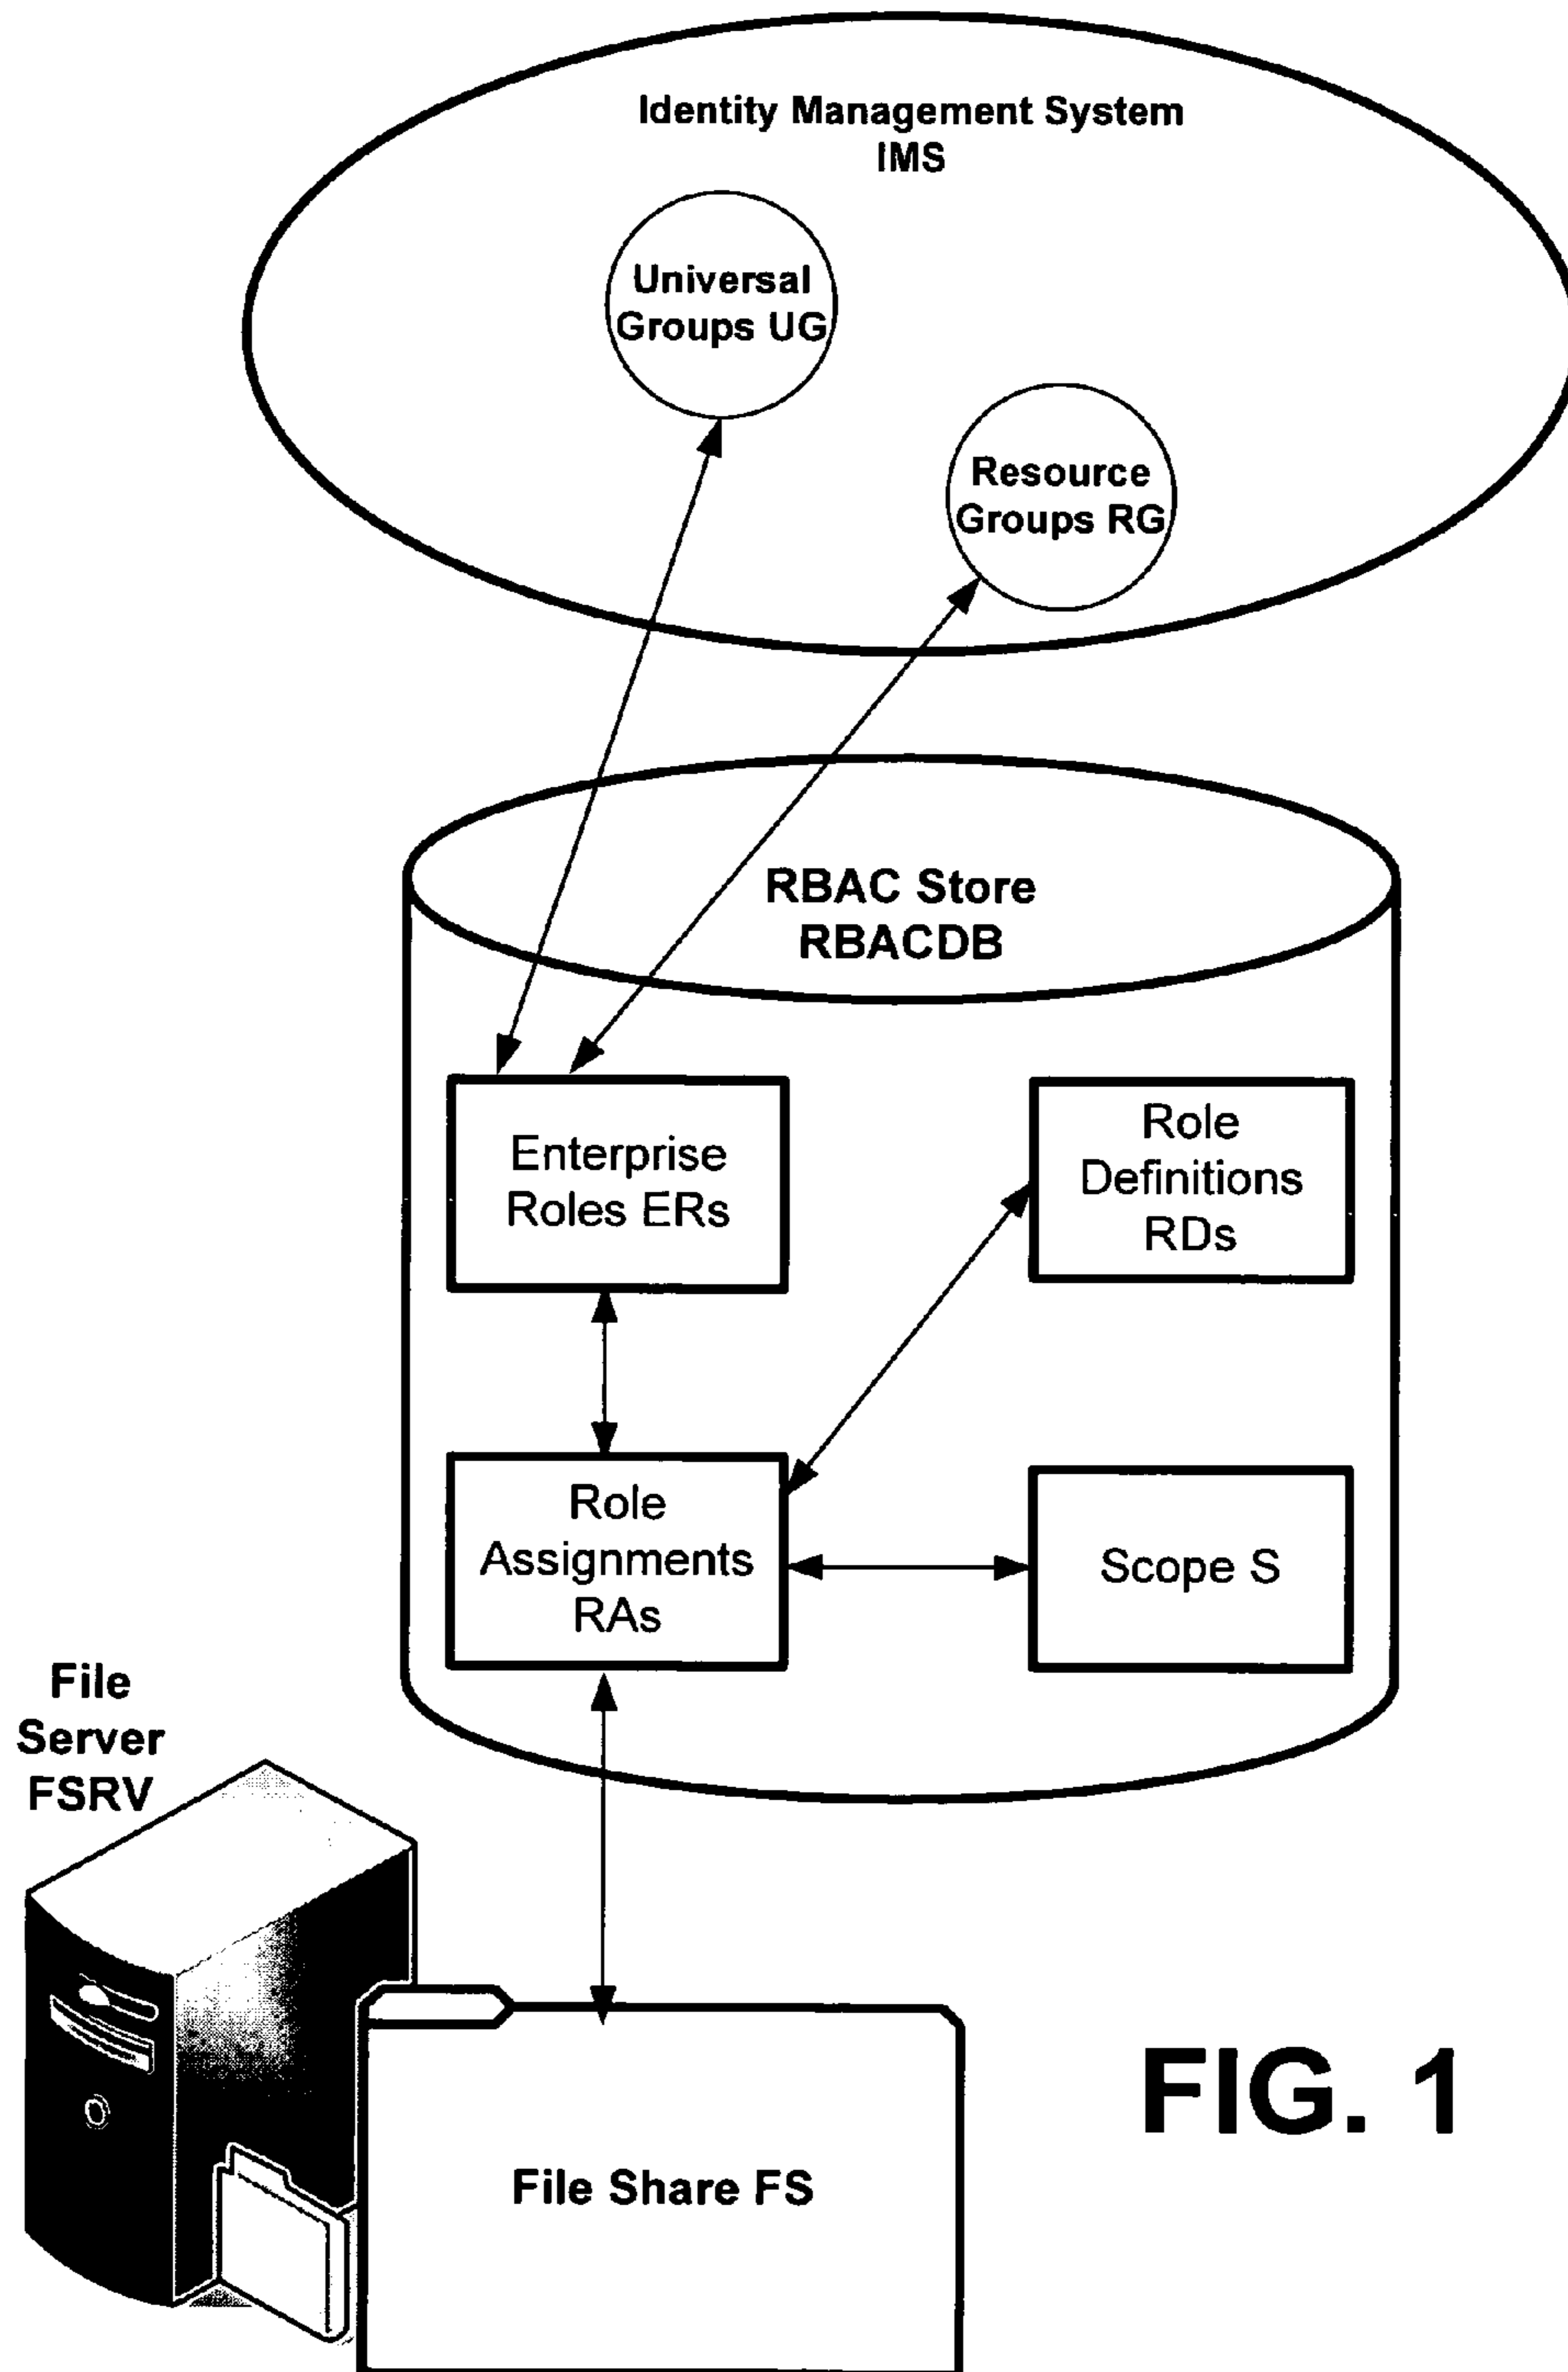 Identity Management System
IMS
Universal
Groups UG
Resource
Groups RG
RBAC Store
RBACDB
Enterprise
Roles ERs
Role
Definitions
RDs
Role
Assignments
RAs
Scope S
File
Server
FSRV
File Share FS
FIG. 1